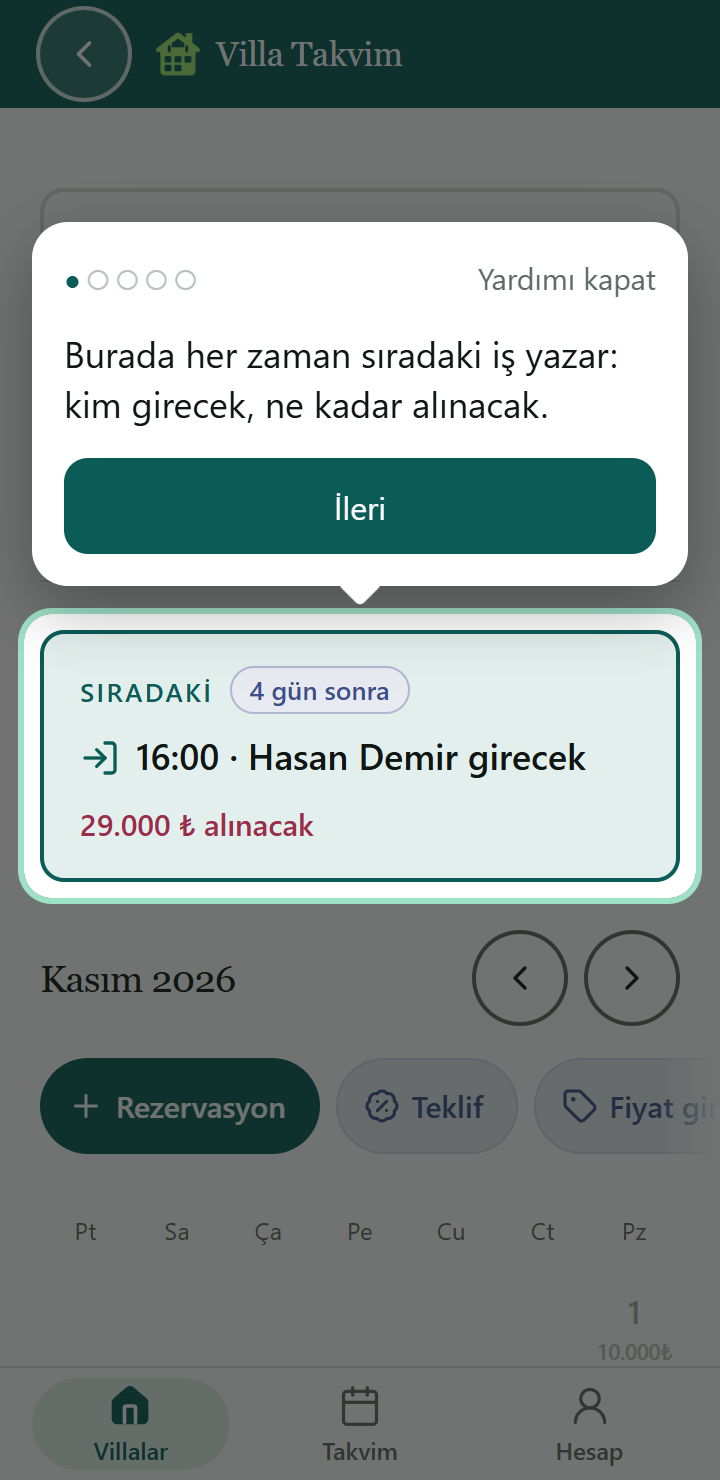 Villa Takvim
Yardımı kapat
Burada her zaman sıradaki iş yazar:
kim girecek, ne kadar alınacak.
İleri
SIRADAKİ
4 gün sonra
16:00 · Hasan Demir girecek
29.000 ₺ alınacak
Kasım 2026
Rezervasyon
Teklif
Fiyat
Pt Sa Ça Pe Cu Ct Pz
1
10.000₺
Villalar
Takvim
Hesap